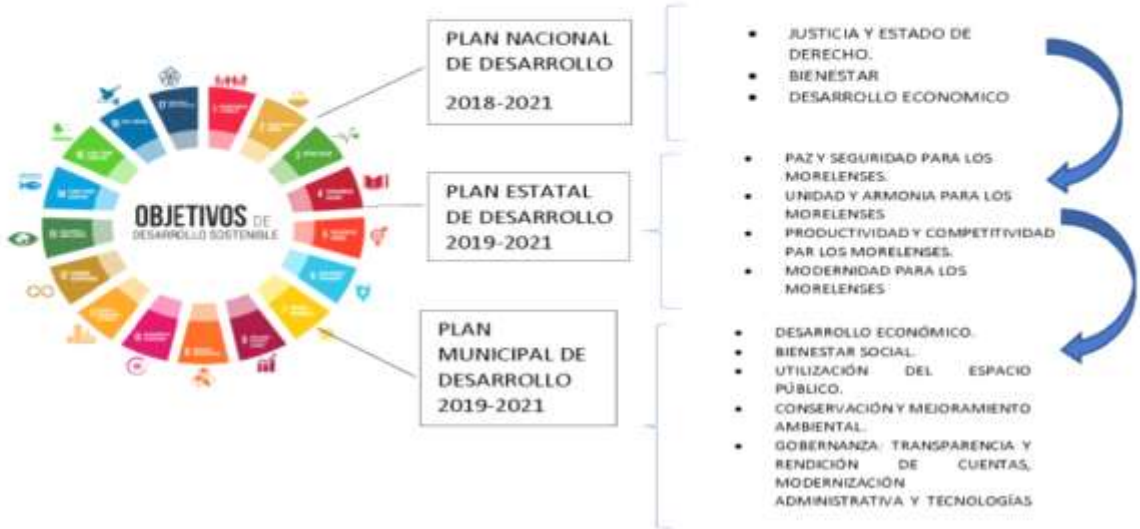 OBJETIVOS DE
DESARROLLO SOSTENIBLE
PLAN NACIONAL
DE DESARROLLO
2018-2021
• JUSTICIA Y ESTADO DE
DERECHO.
• BIENESTAR
• DESARROLLO ECONOMICO
PLAN ESTATAL
DE DESARROLLO
2019-2021
• PAZ Y SEGURIDAD PARA LOS
MORELENSES.
• UNIDAD Y ARMONIA PARA LOS
MORELENSES
• PRODUCTIVIDAD Y COMPETITIVIDAD
PAR LOS MORELENSES.
• MODERNIDAD PARA LOS
MORELENSES
PLAN
MUNICIPAL DE
DESARROLLO
2019-2021
• DESARROLLO ECONÓMICO.
• BIENESTAR SOCIAL.
• UTILIZACIÓN DEL ESPACIO
PÚBLICO.
• CONSERVACIÓN Y MEJORAMIENTO
AMBIENTAL.
• GOBERNANZA: TRANSPARENCIA Y
RENDICIÓN DE CUENTAS,
MODERNIZACIÓN
ADMINISTRATIVA Y TECNOLOGÍAS